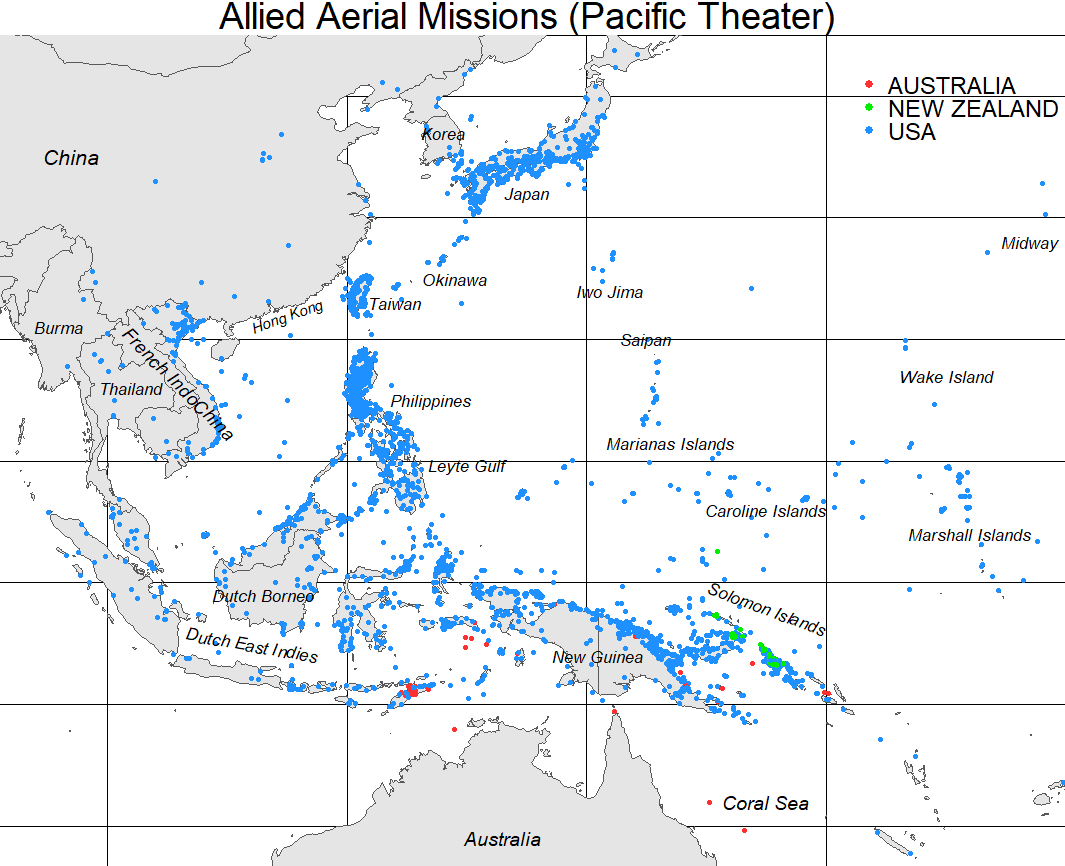 Allied Aerial Missions (Pacific Theater)
AUSTRALIA
NEW ZEALAND
USA
Korea
China
Japan
Midway
Okinawa
Iwo Jima
Taiwan
Hong Kong
Burma
French IndoChina
Saipan
Wake Island
Thailand
Philippines
Marianas Islands
Leyte Gulf
Caroline Islands
Marshall Islands
Dutch Borneo
Solomon Islands
Dutch East Indies
New Guinea
Coral Sea
Australia